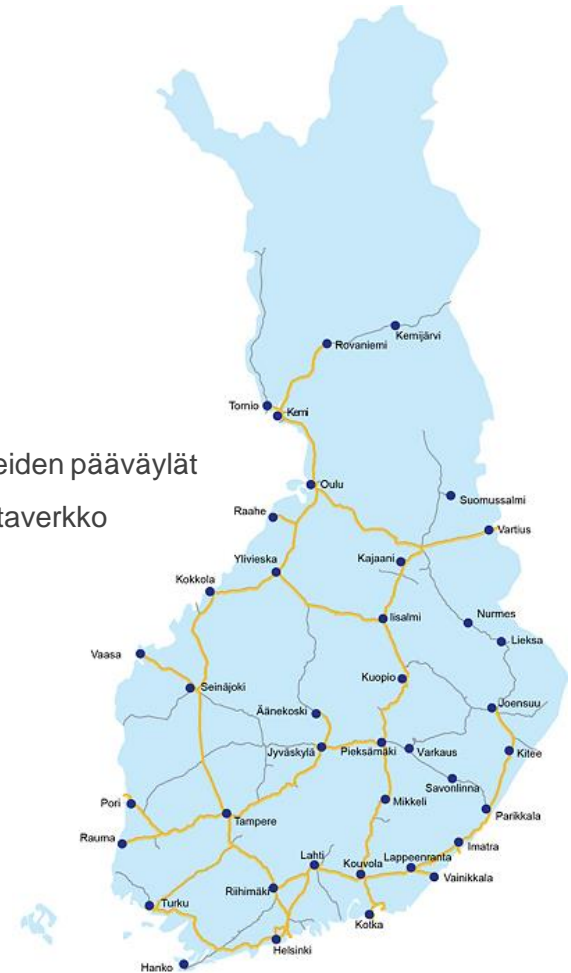 Rovaniemi
Kemijärvi
Tornio
Kemi
eiden pääväylät
Oulu
Suomussalmi
taverkko
Raahe
Vartius
Ylivieska
Kajaani
Kokkola
Iisalmi
Nurmes
Lieksa
Vaasa
Seinäjoki
Kuopio
Joensuu
Äänekoski
Jyväskylä
Pieksämäki
Varkaus
Kitee
Savonlinna
Pori
Mikkeli
Parikkala
Tampere
Rauma
Imatra
Lahti
Kouvola
Lappeenranta
Vainikkala
Riihimäki
Turku
Kotka
Helsinki
Hanko